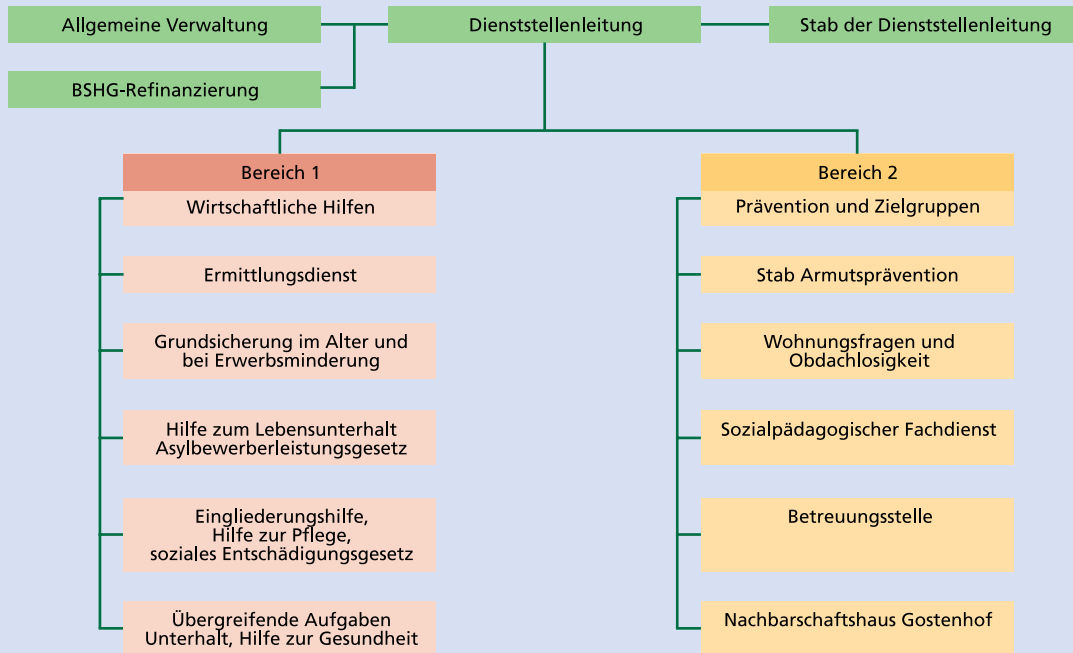 Allgemeine Verwaltung
Dienststellenleitung
Stab der Dienststellenleitung
BSHG-Refinanzierung
Bereich 1
Wirtschaftliche Hilfen
Ermittlungsdienst
Grundsicherung im Alter und
bei Erwerbsminderung
Hilfe zum Lebensunterhalt
Asylbewerberleistungsgesetz
Eingliederungshilfe,
Hilfe zur Pflege,
soziales Entschädigungsgesetz
Übergreifende Aufgaben
Unterhalt, Hilfe zur Gesundheit
Bereich 2
Prävention und Zielgruppen
Stab Armutsprävention
Wohnungsfragen und
Obdachlosigkeit
Sozialpädagogischer Fachdienst
Betreuungsstelle
Nachbarschaftshaus Gostenhof